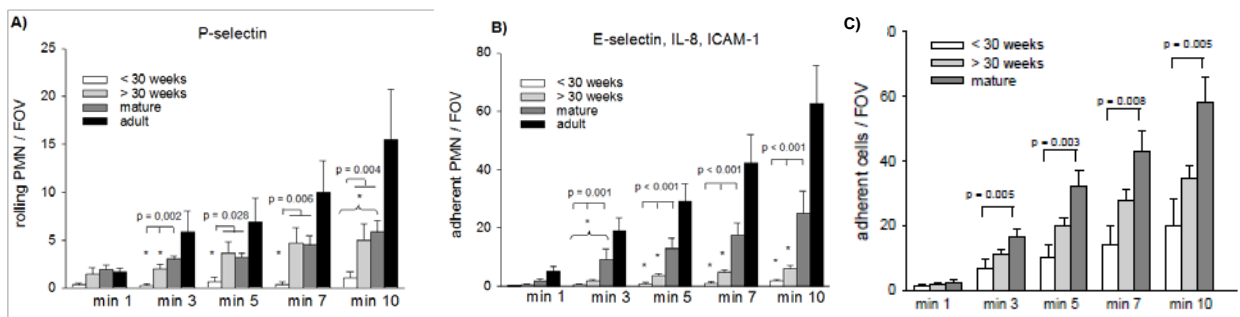 A)
P-selectin
rolling PMN / FOV
25
20
15
10
5
0
< 30 weeks
> 30 weeks
mature
adult
p = 0.002
p = 0.028
p = 0.006
p = 0.004
* *
*
*
*
*
min 1 min 3 min 5 min 7 min 10
B)
E-selectin, IL-8, ICAM-1
adherent PMN / FOV
80
60
40
20
0
< 30 weeks
> 30 weeks
mature
adult
p = 0.001
p < 0.001
p < 0.001
p < 0.001
*
* *
* *
* *
min 1 min 3 min 5 min 7 min 10
C)
adherent cells / FOV
80
60
40
20
0
< 30 weeks
> 30 weeks
mature
p = 0.005
p = 0.003
p = 0.008
p = 0.005
min 1 min 3 min 5 min 7 min 10